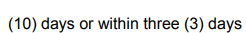 (10) days or within three (3) days